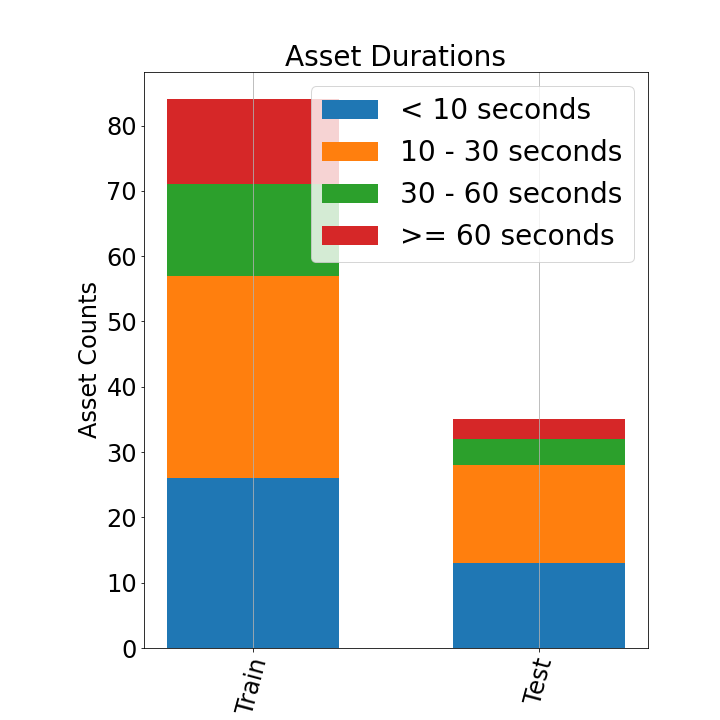 Asset Durations
< 10 seconds
10 - 30 seconds
30 - 60 seconds
>= 60 seconds
Asset Counts
80
70
60
50
40
30
20
10
0
Train
Test